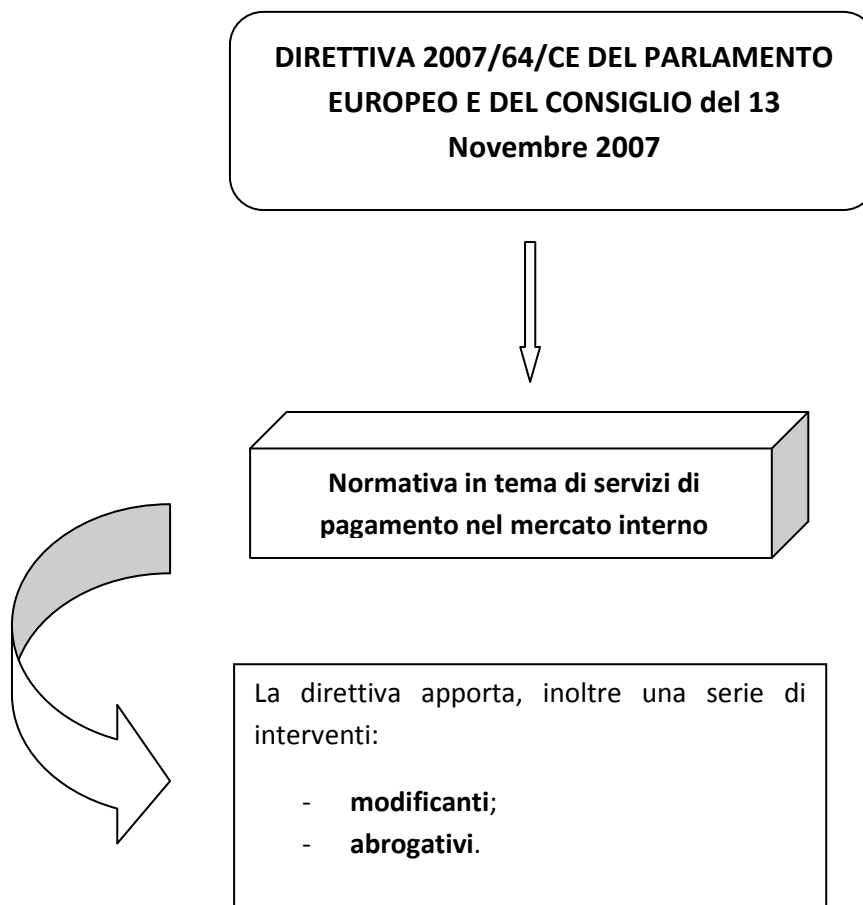 DIRETTIVA 2007/64/CE DEL PARLAMENTO
EUROPEO E DEL CONSIGLIO del 13
Novembre 2007
Normativa in tema di servizi di
pagamento nel mercato interno
La direttiva apporta, inoltre una serie di
interventi:
- modificanti;
- abrogativi.